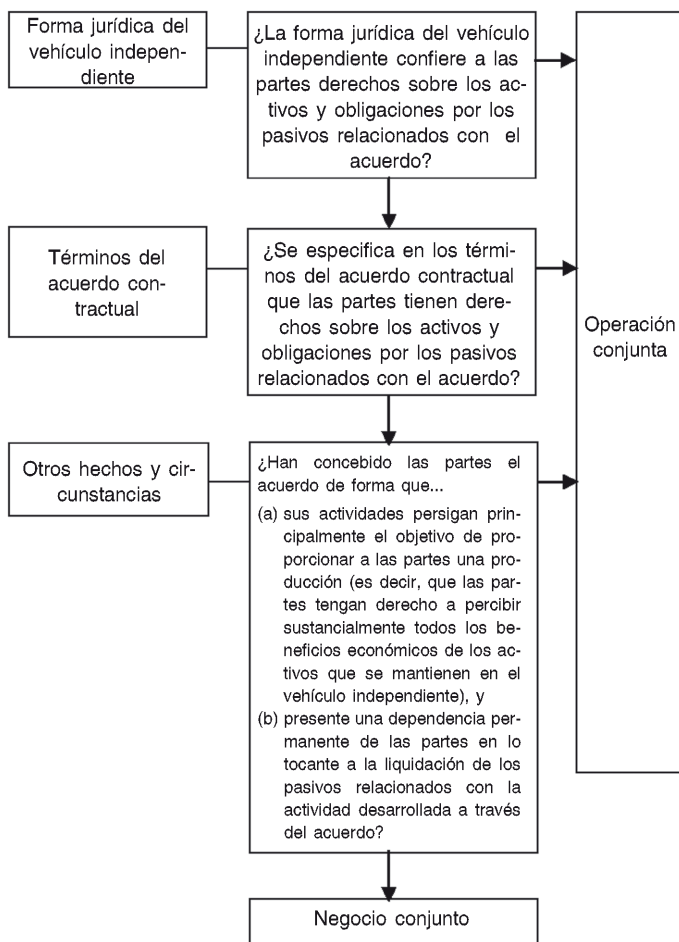 Forma jurídica del
vehículo indepen-
diente
¿La forma jurídica del vehículo
independiente confiere a las
partes derechos sobre los ac-
tivos y obligaciones por los
pasivos relacionados con el
acuerdo?
Términos del
acuerdo con-
tractual
¿Se especifica en los térmi-
nos del acuerdo contractual
que las partes tienen dere-
chos sobre los activos y
obligaciones por los pasivos
relacionados con el acuerdo?
Operación
conjunta
Otros hechos y cir-
cunstancias
¿Han concebido las partes el
acuerdo de forma que...
(a) sus actividades persigan prin-
cipalmente el objetivo de pro-
porcionar a las partes una pro-
ducción (es decir, que las par-
tes tengan derecho a percibir
sustancialmente todos los be-
neficios económicos de los ac-
tivos que se mantienen en el
vehículo independiente), y
(b) presente una dependencia per-
manente de las partes en lo
tocante a la liquidación de los
pasivos relacionados con la
actividad desarrollada a través
del acuerdo?
Negocio conjunto